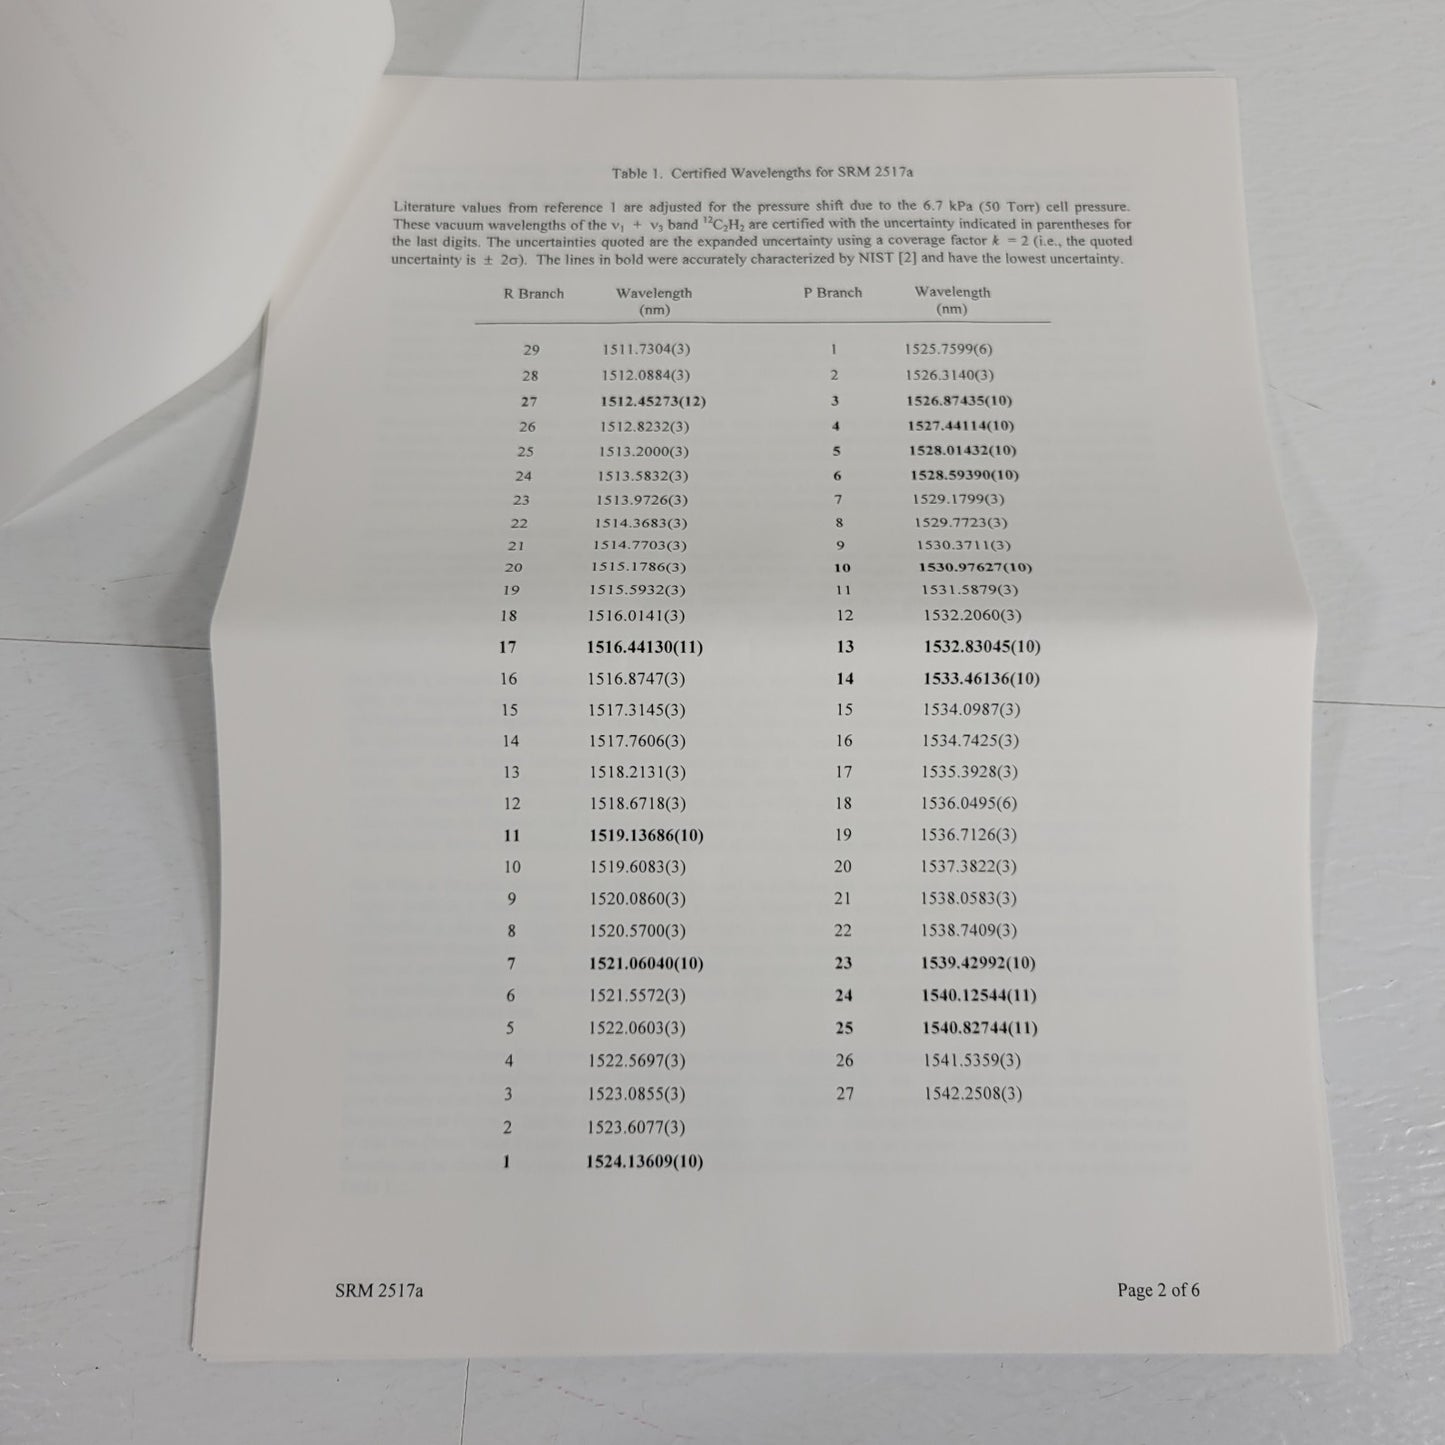 Table 1. Certified Wavelengths for SRM 2517a
Literature values from reference 1 are adjusted for the pressure shift due to the 6.7 kPa (50 Torr) cell pressure.
These vacuum wavelengths of the ν₁ + ν₃ band ¹²C₂H₂ are certified with the uncertainty indicated in parentheses for
the last digits. The uncertainties quoted are the expanded uncertainty using a coverage factor k = 2 (i.e., the quoted
uncertainty is ± 2σ). The lines in bold were accurately characterized by NIST [2] and have the lowest uncertainty.
R Branch Wavelength P Branch Wavelength
(nm) (nm)
29 1511.7304(3) 1 1525.7599(6)
28 1512.0884(3) 2 1526.3140(3)
27 1512.45273(12) 3 1526.87435(10)
26 1512.8232(3) 4 1527.44114(10)
25 1513.2000(3) 5 1528.01432(10)
24 1513.5832(3) 6 1528.59390(10)
23 1513.9726(3) 7 1529.1799(3)
22 1514.3683(3) 8 1529.7723(3)
21 1514.7703(3) 9 1530.3711(3)
20 1515.1786(3) 10 1530.97627(10)
19 1515.5932(3) 11 1531.5879(3)
18 1516.0141(3) 12 1532.2060(3)
17 1516.44130(11) 13 1532.83045(10)
16 1516.8747(3) 14 1533.46136(10)
15 1517.3145(3) 15 1534.0987(3)
14 1517.7606(3) 16 1534.7425(3)
13 1518.2131(3) 17 1535.3928(3)
12 1518.6718(3) 18 1536.0495(6)
11 1519.13686(10) 19 1536.7126(3)
10 1519.6083(3) 20 1537.3822(3)
9 1520.0860(3) 21 1538.0583(3)
8 1520.5700(3) 22 1538.7409(3)
7 1521.06040(10) 23 1539.42992(10)
6 1521.5572(3) 24 1540.12544(11)
5 1522.0603(3) 25 1540.82744(11)
4 1522.5697(3) 26 1541.5359(3)
3 1523.0855(3) 27 1542.2508(3)
2 1523.6077(3)
1 1524.13609(10)
SRM 2517a Page 2 of 6